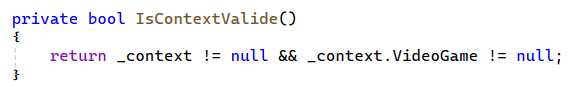 private bool IsContextValide()
{
    return _context != null && _context.VideoGame != null;
}